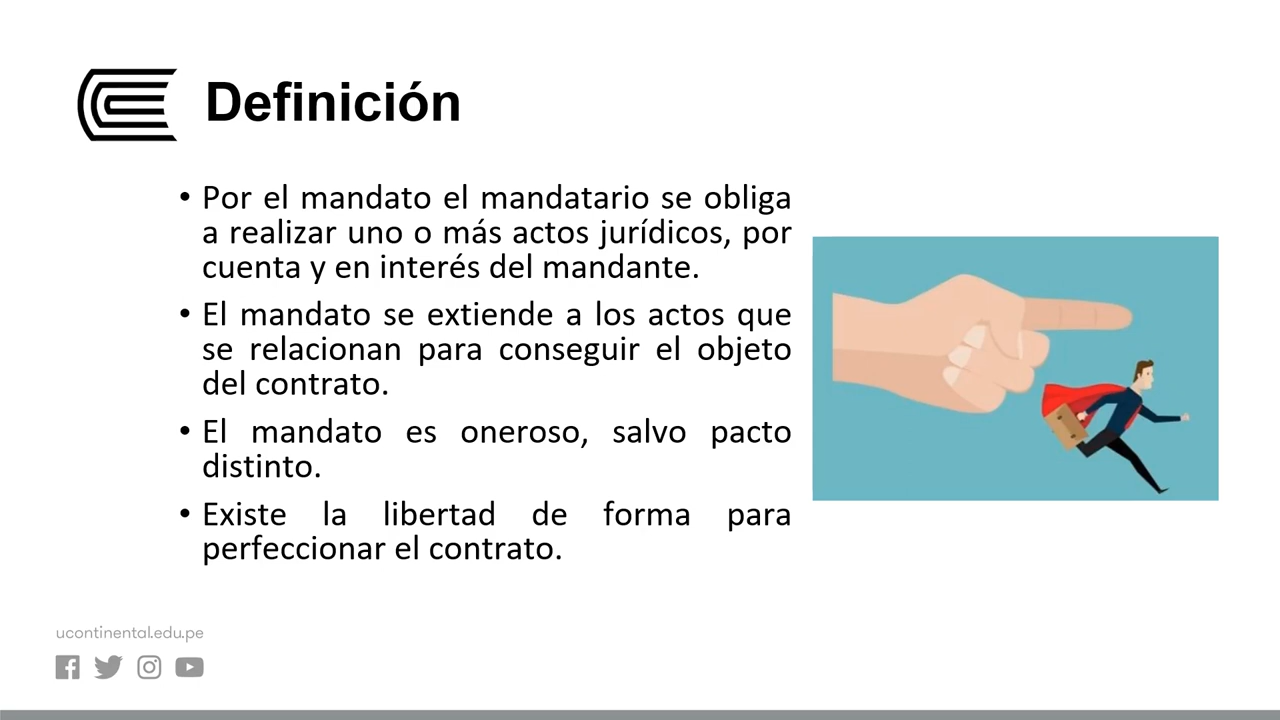 Definición
• Por el mandato el mandatario se obliga
a realizar uno o más actos jurídicos, por
cuenta y en interés del mandante.
• El mandato se extiende a los actos que
se relacionan para conseguir el objeto
del contrato.
• El mandato es oneroso, salvo pacto
distinto.
• Existe la libertad de forma para
perfeccionar el contrato.
ucontinental.edu.pe